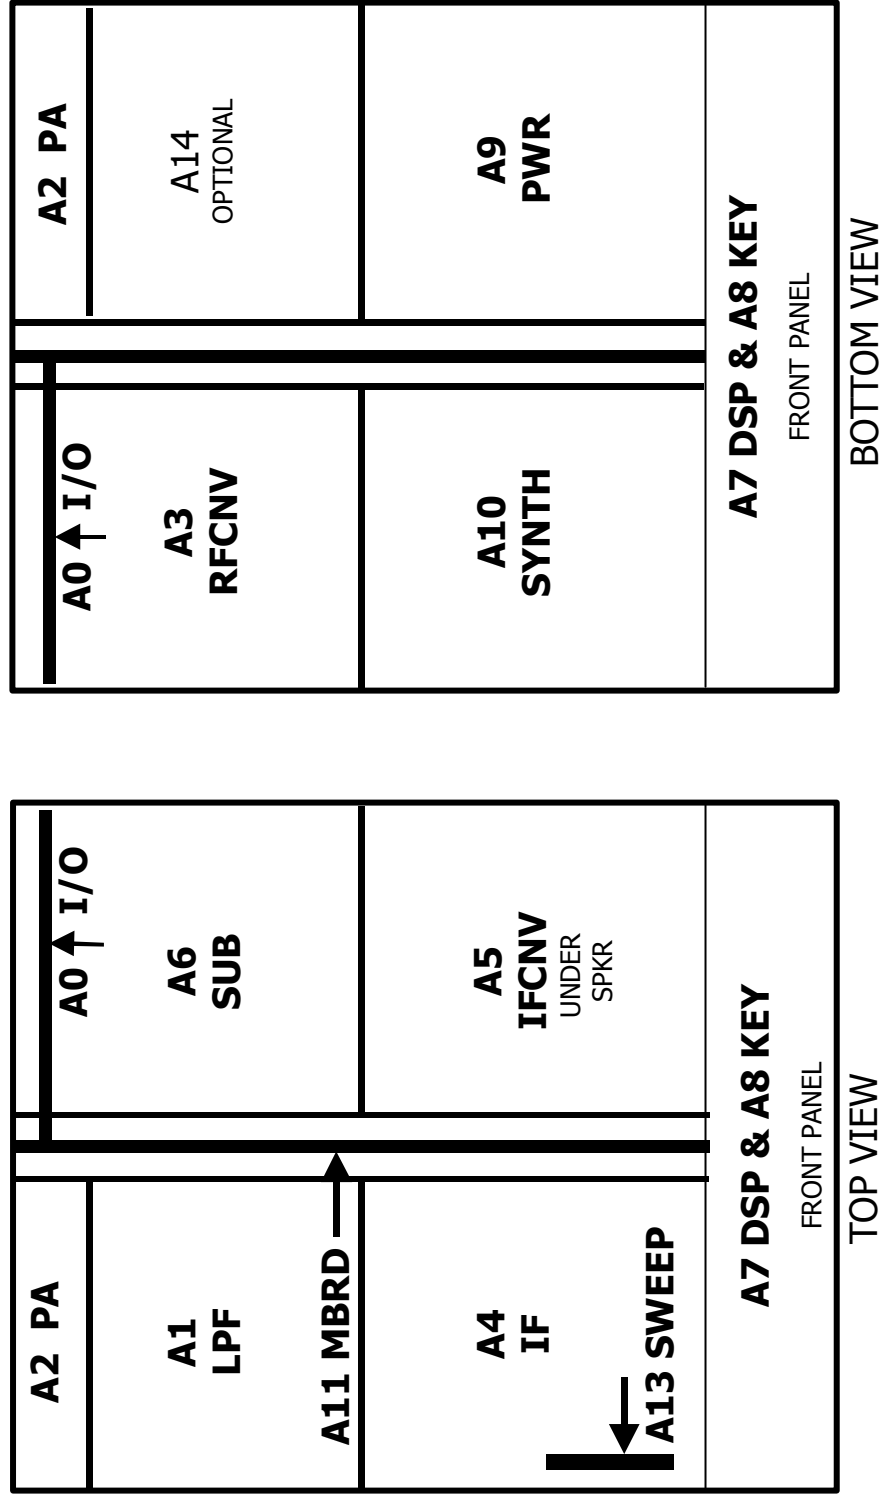 A2 PA
A0
I/O
A1
LPF
A6
SUB
A11 MBRD
A4
IF
A5
IFCNV
UNDER
SPKR
A13 SWEEP
A7 DSP & A8 KEY
FRONT PANEL
TOP VIEW
A0
I/O
A2 PA
A3
RFCNV
A14
OPTIONAL
A10
SYNTH
A9
PWR
A7 DSP & A8 KEY
FRONT PANEL
BOTTOM VIEW